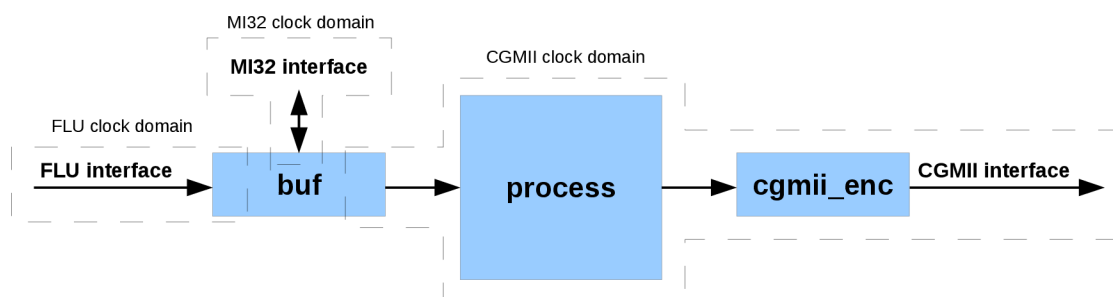 MI32 clock domain
MI32 interface
CGMII clock domain
FLU clock domain
FLU interface
buf
process
cgmii_enc
CGMII interface